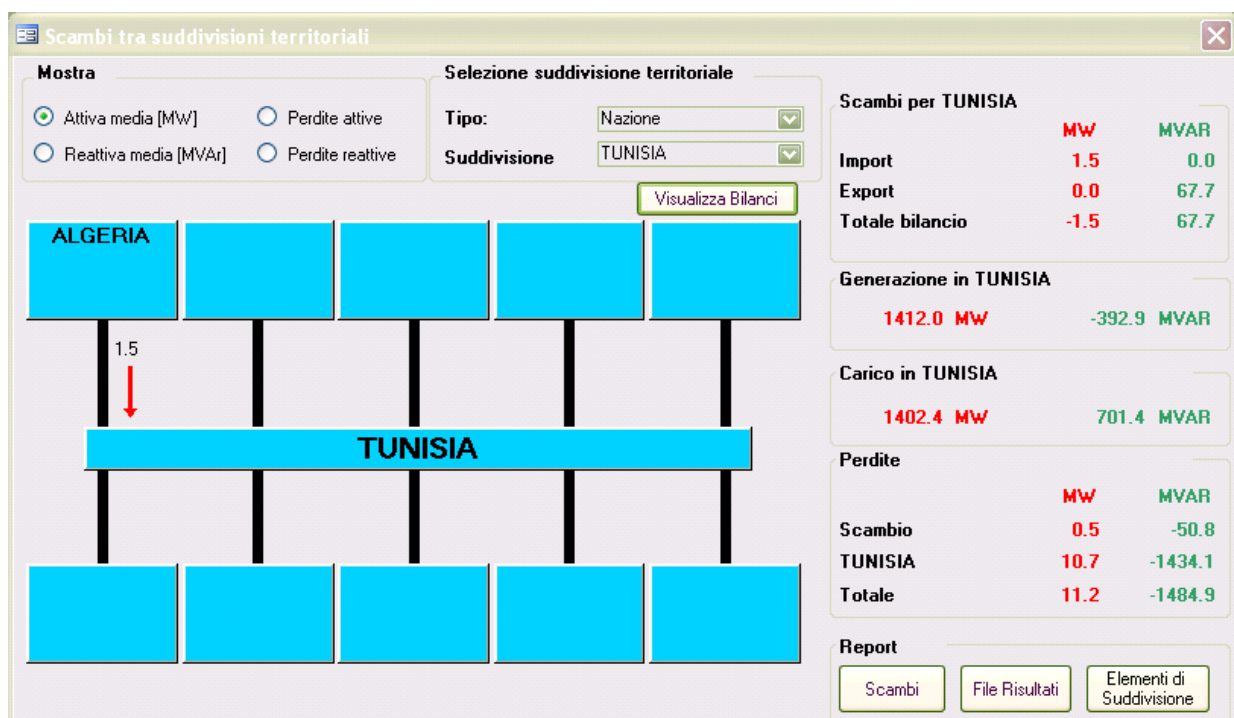 Scambi tra suddivisioni territoriali
Mostra
Attiva media [MW] Perdite attive
Reattiva media [MVAr] Perdite reattive
Selezione suddivisione territoriale
Tipo: Nazione
Suddivisione TUNISIA
Visualizza Bilanci
ALGERIA
1.5
TUNISIA
Scambi per TUNISIA
MW MVAR
Import 1.5 0.0
Export 0.0 67.7
Totale bilancio -1.5 67.7
Generazione in TUNISIA
1412.0 MW -392.9 MVAR
Carico in TUNISIA
1402.4 MW 701.4 MVAR
Perdite
MW MVAR
Scambio 0.5 -50.8
TUNISIA 10.7 -1434.1
Totale 11.2 -1484.9
Report
Scambi File Risultati Elementi di
Suddivisione